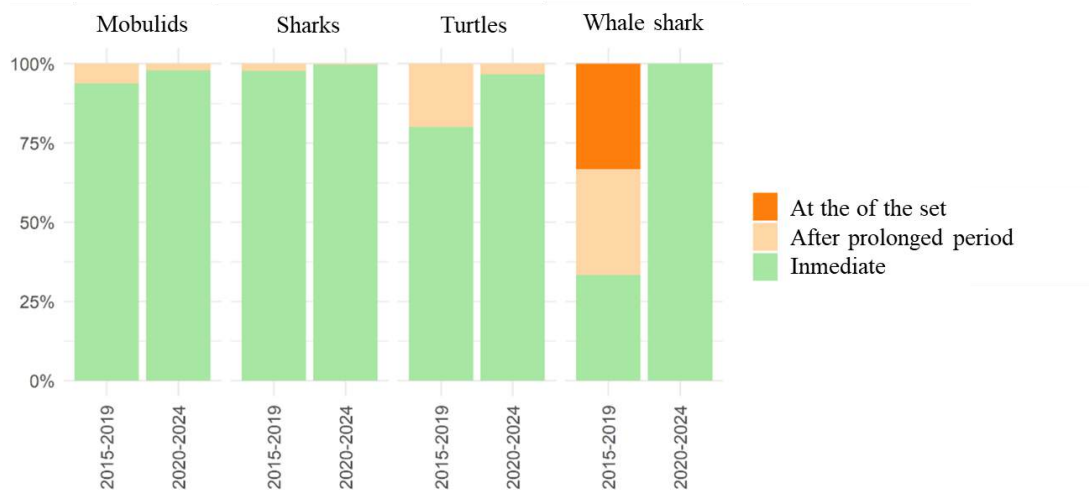 Mobulids Sharks Turtles Whale shark
100%
75%
50%
25%
0%
At the of the set
After prolonged period
Inmediate
2015-2019 2020-2024 2015-2019 2020-2024 2015-2019 2020-2024 2015-2019 2020-2024